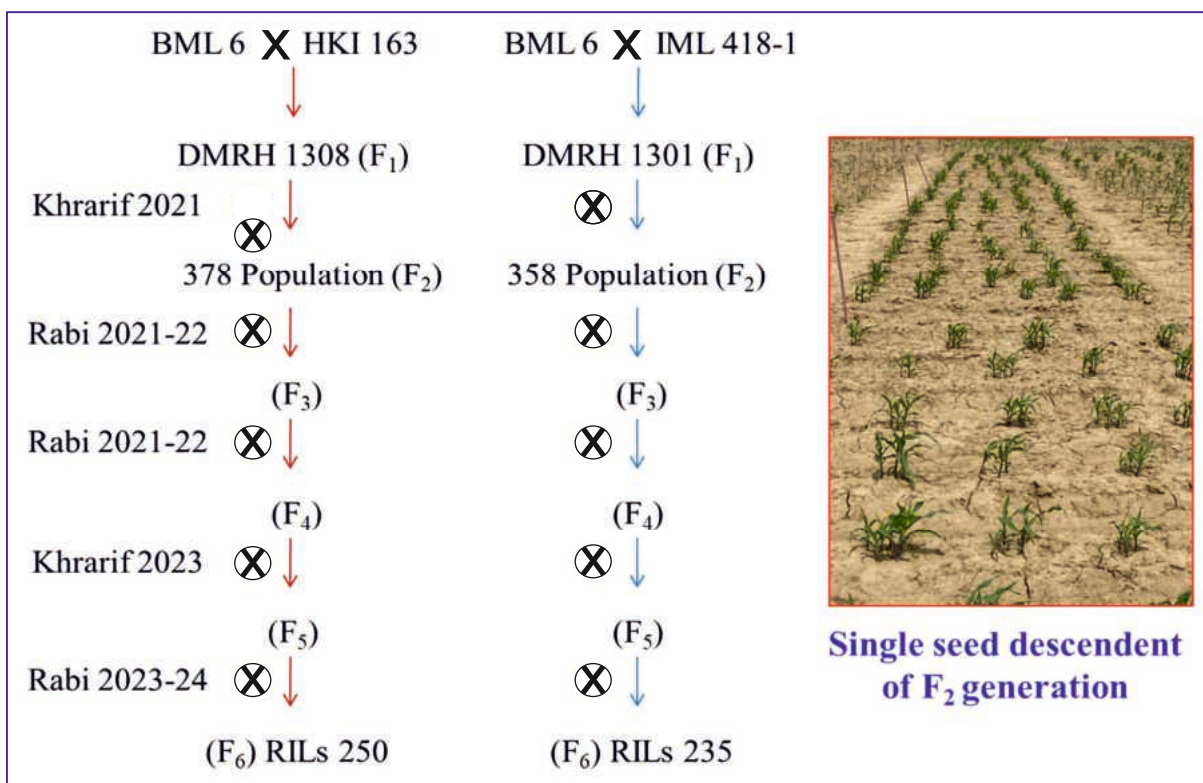 BML 6 X HKI 163 BML 6 X IML 418-1
DMRH 1308 (F₁) DMRH 1301 (F₁)
Khrarif 2021 X X
378 Population (F₂) 358 Population (F₂)
Rabi 2021-22 X X
(F₃) (F₃)
Rabi 2021-22 X X
(F₄) (F₄)
Khrarif 2023 X X
(F₅) (F₅)
Rabi 2023-24 X X
(F₆) RILs 250 (F₆) RILs 235
Single seed descendent
of F₂ generation